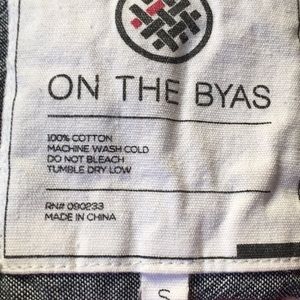 ON THE BYAS
100% COTTON
MACHINE WASH COLD
DO NOT BLEACH
TUMBLE DRY LOW
RN# 090233
MADE IN CHINA
S